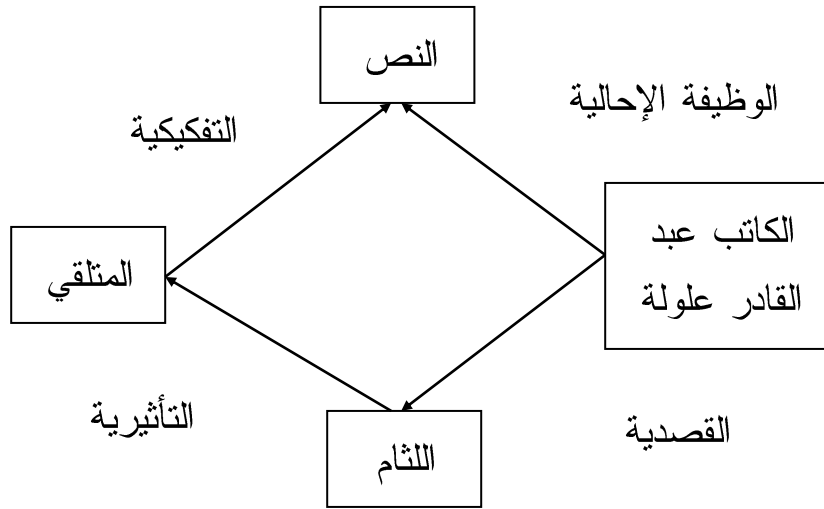 النص
الوظيفة الإحالية
التفكيكية
الكاتب عبد
القادر علولة
المتلقي
التأثيرية
القصدية
اللثام